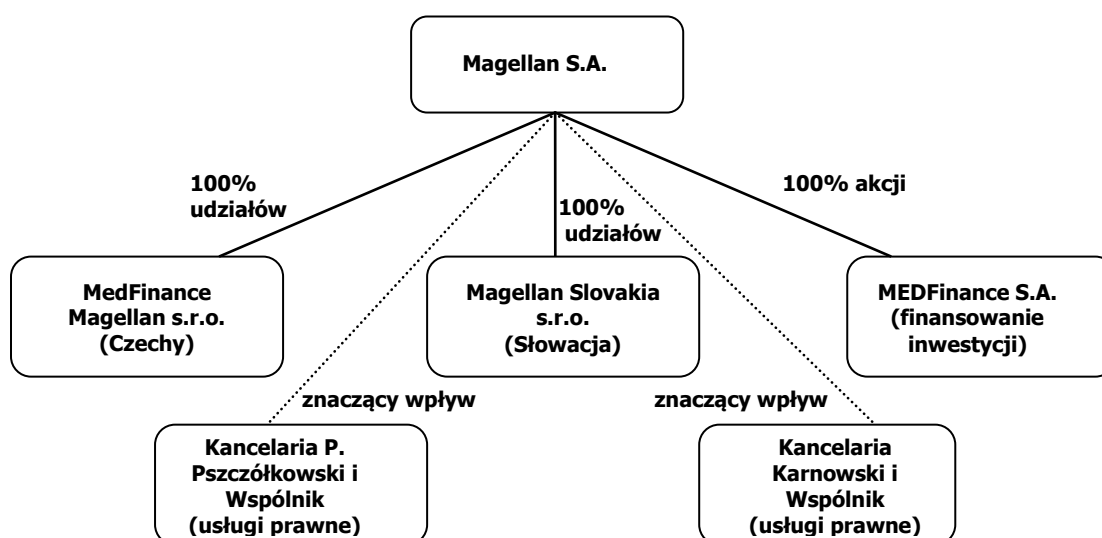 Magellan S.A.
100%
udziałów
100%
udziałów
100% akcji
MedFinance
Magellan s.r.o.
(Czechy)
Magellan Slovakia
s.r.o.
(Słowacja)
MEDFinance S.A.
(finansowanie
inwestycji)
znaczący wpływ
znaczący wpływ
Kancelaria P.
Pszczółkowski i
Wspólnik
(usługi prawne)
Kancelaria
Karnowski i
Wspólnik
(usługi prawne)